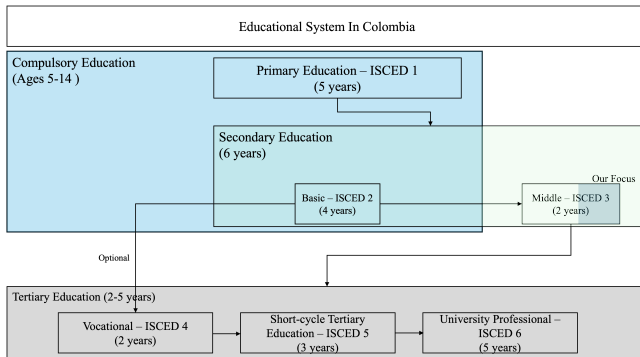 Educational System In Colombia
Compulsory Education
(Ages 5-14 )
Primary Education – ISCED 1
(5 years)
Secondary Education
(6 years)
Our Focus
Basic – ISCED 2
(4 years)
Middle – ISCED 3
(2 years)
Optional
Tertiary Education (2-5 years)
Vocational – ISCED 4
(2 years)
Short-cycle Tertiary
Education – ISCED 5
(3 years)
University Professional –
ISCED 6
(5 years)